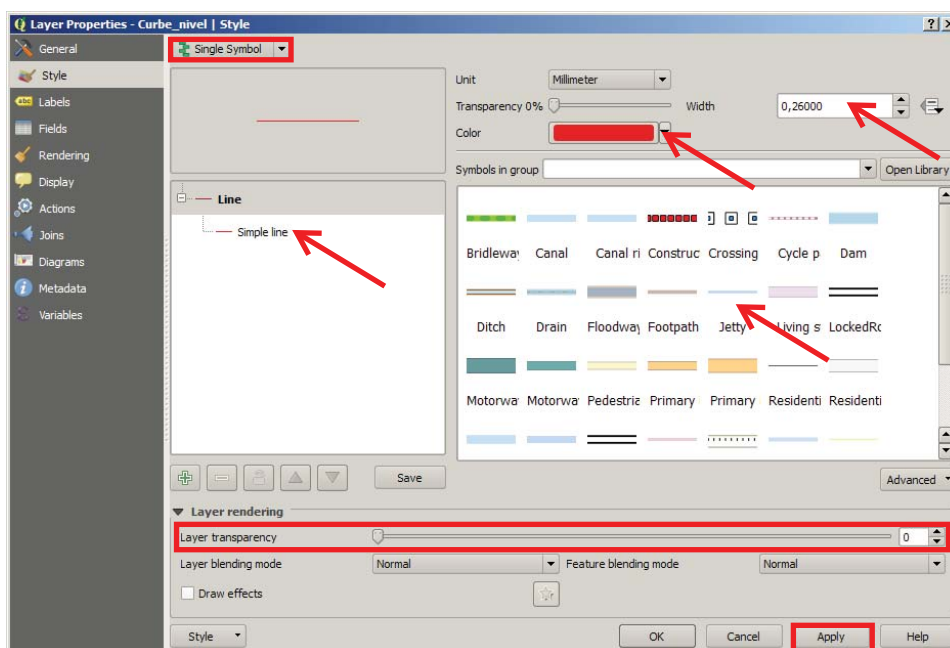 Layer Properties - Curbe_nivel | Style
General
Style
Labels
Fields
Rendering
Display
Actions
Joins
Diagrams
Metadata
Variables
Single Symbol
Unit Millimeter
Transparency 0% Width 0,26000
Color
Symbols in group Open Library
Line
Simple line
Bridleway Canal Canal ri Construc Crossing Cycle p Dam
Ditch Drain Floodway Footpath Jetty Living s LockedRo
Motorwa Motorwa Pedestria Primary Primary Residenti Residenti
Save
Advanced
Layer rendering
Layer transparency 0
Layer blending mode Normal Feature blending mode Normal
Draw effects
Style OK Cancel Apply Help